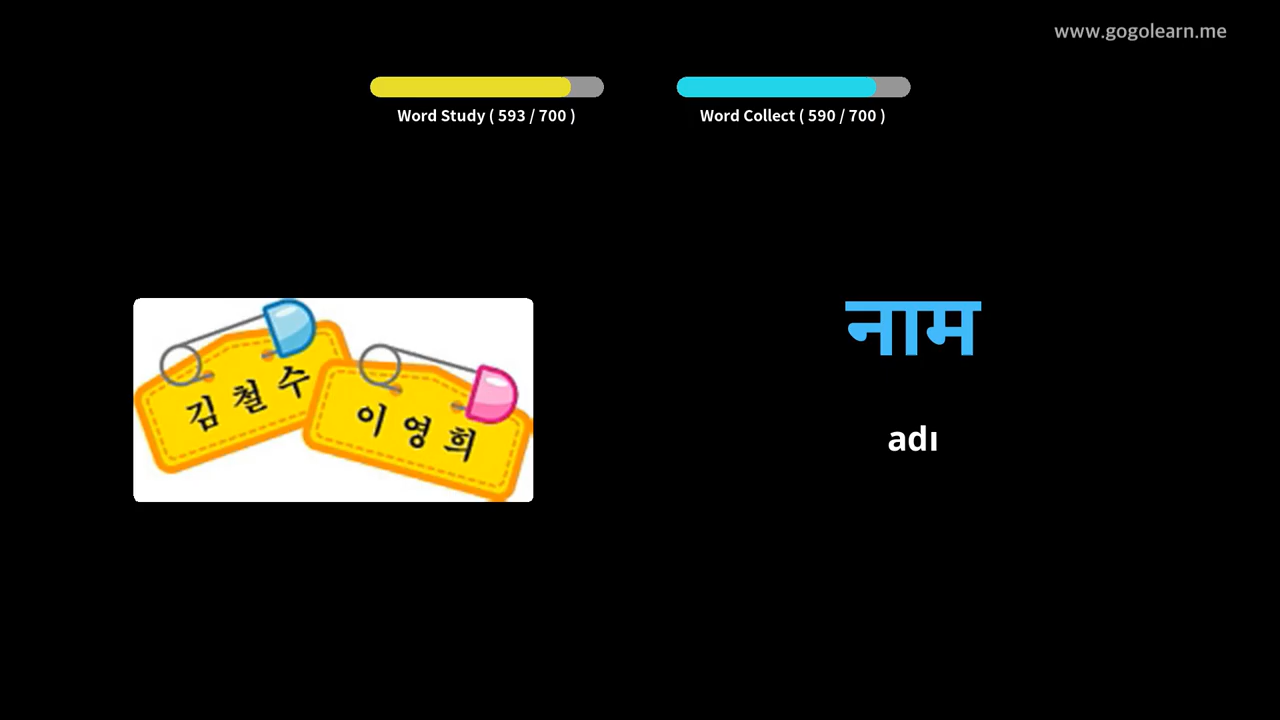 www.gogolearn.me
Word Study ( 593 / 700 )
Word Collect ( 590 / 700 )
김철수
이영희
नाम
adı